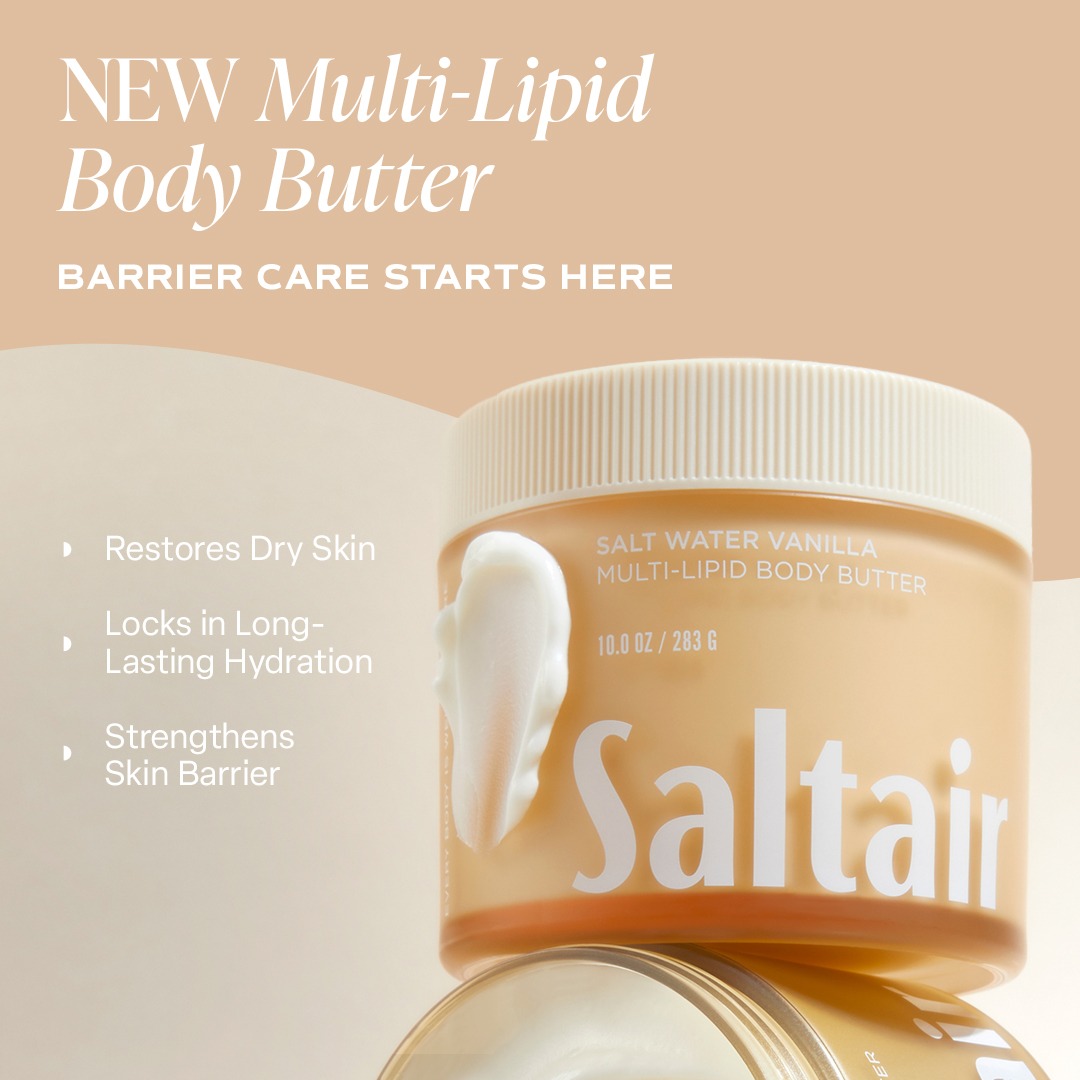 NEW Multi-Lipid
Body Butter
BARRIER CARE STARTS HERE
Restores Dry Skin
Locks in Long-
Lasting Hydration
Strengthens
Skin Barrier
SALT WATER VANILLA
MULTI-LIPID BODY BUTTER
10.0 OZ / 283 G
Saltair